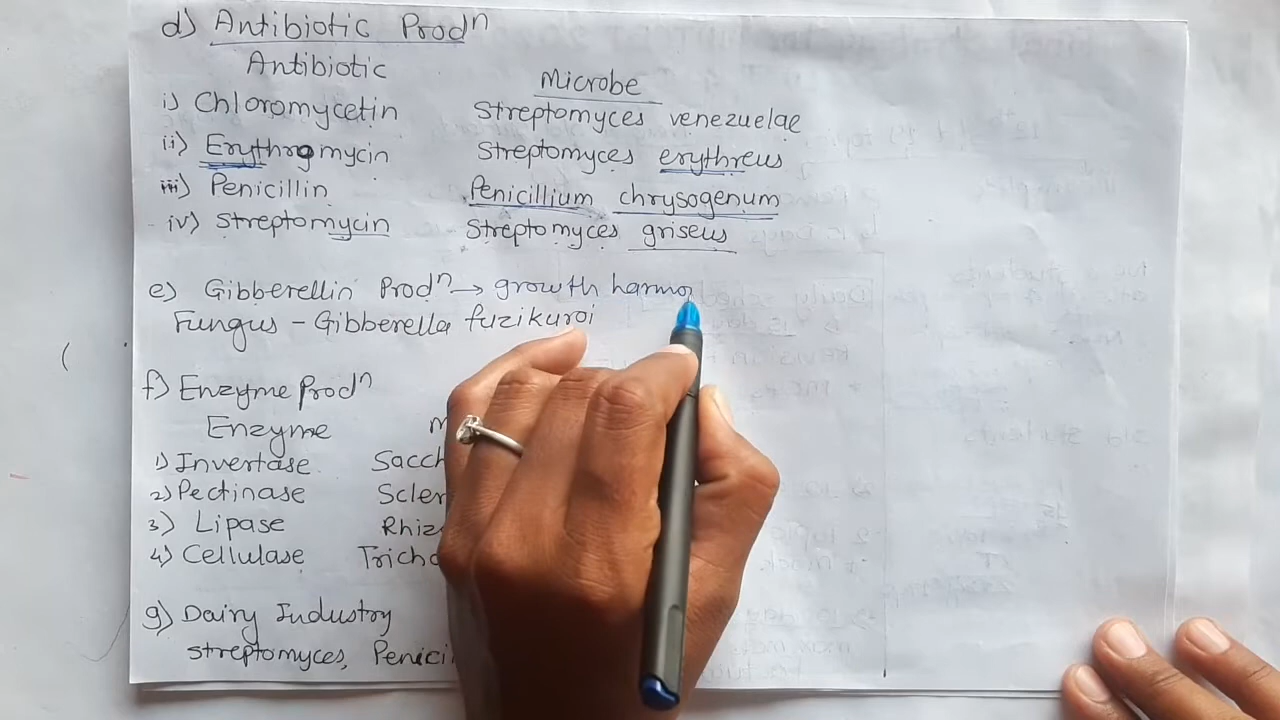 d) Antibiotic Prodⁿ
Antibiotic Microbe
i) Chloromycetin Streptomyces venezuelae
ii) Erythromycin Streptomyces erythreus
iii) Penicillin Penicillium chrysogenum
iv) Streptomycin Streptomyces griseus
e) Gibberellin Prodⁿ → growth harmo
Fungus - Gibberella fuzikuroi
f) Enzyme Prodⁿ
Enzyme m
1) Invertase Sacch
2) Pectinase Scler
3) Lipase Rhiz
4) Cellulase Tricho
g) Dairy Industry
streptomyces, Penicil